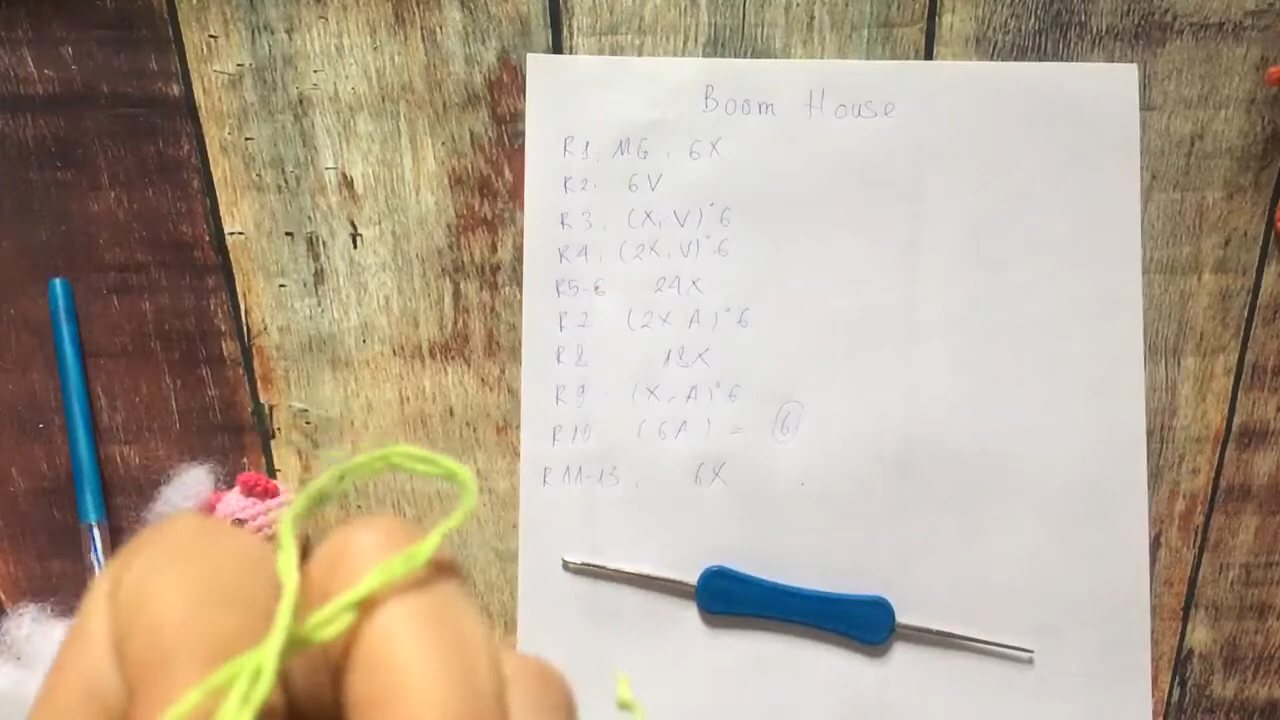 Boom House
R1. MG. 6X
R2. 6V
R3. (X, V)*6
R4. (2X, V)*6
R5-6 24X
R7 (2X A)*6
R8 18X
R9. (X, A)*6
R10 (6A) = 6
R11-13. 6X